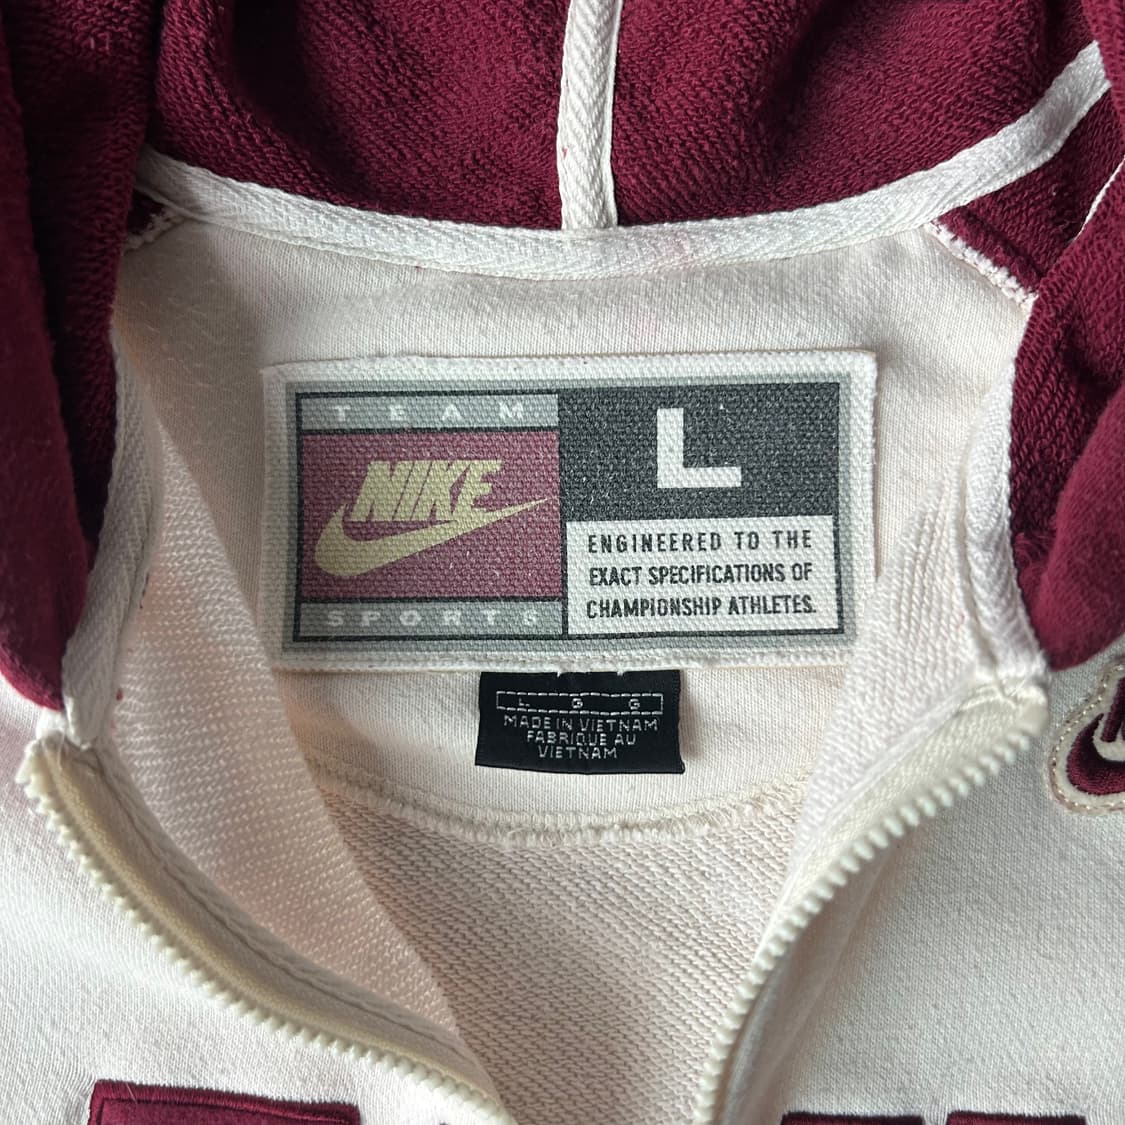 TEAM
NIKE
SPORTS
L
ENGINEERED TO THE
EXACT SPECIFICATIONS OF
CHAMPIONSHIP ATHLETES.
L G G
MADE IN VIETNAM
FABRIQUE AU
VIETNAM